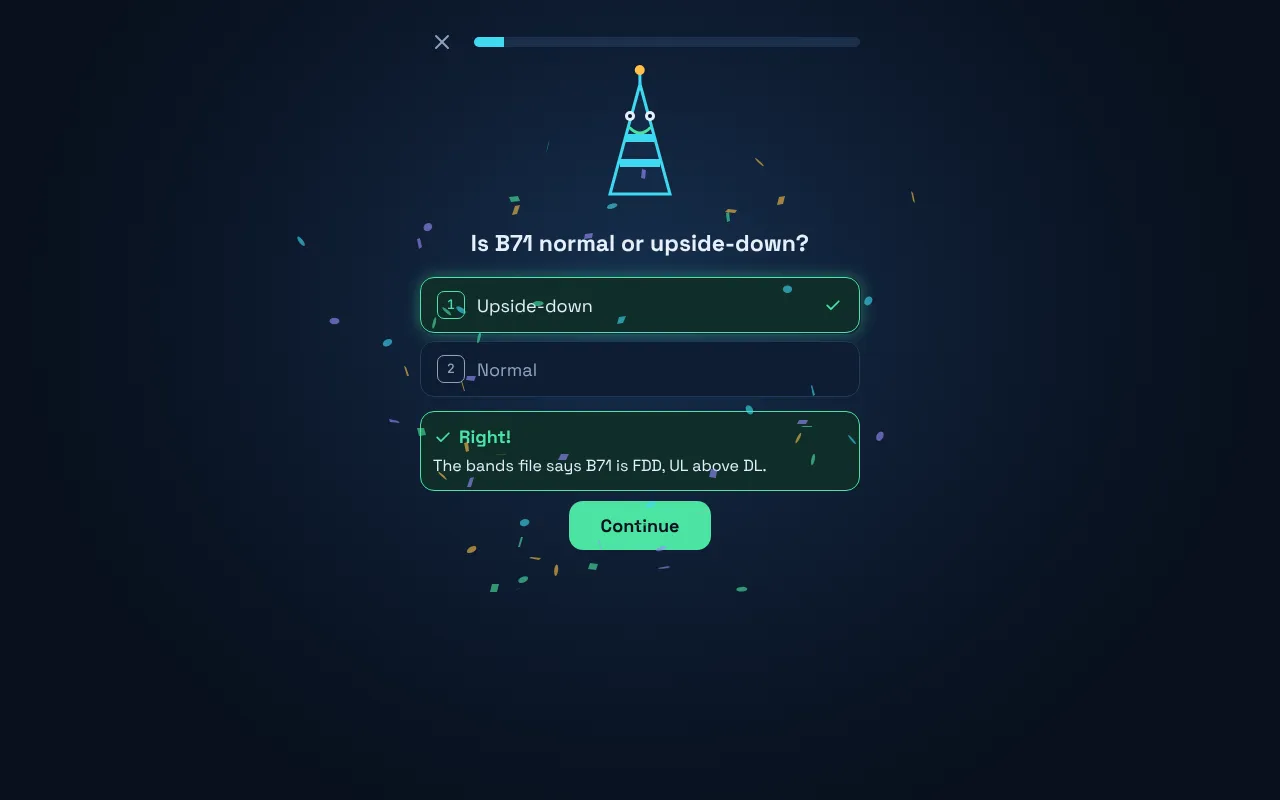 Is B71 normal or upside-down?
1 Upside-down
2 Normal
Right!
The bands file says B71 is FDD, UL above DL.
Continue